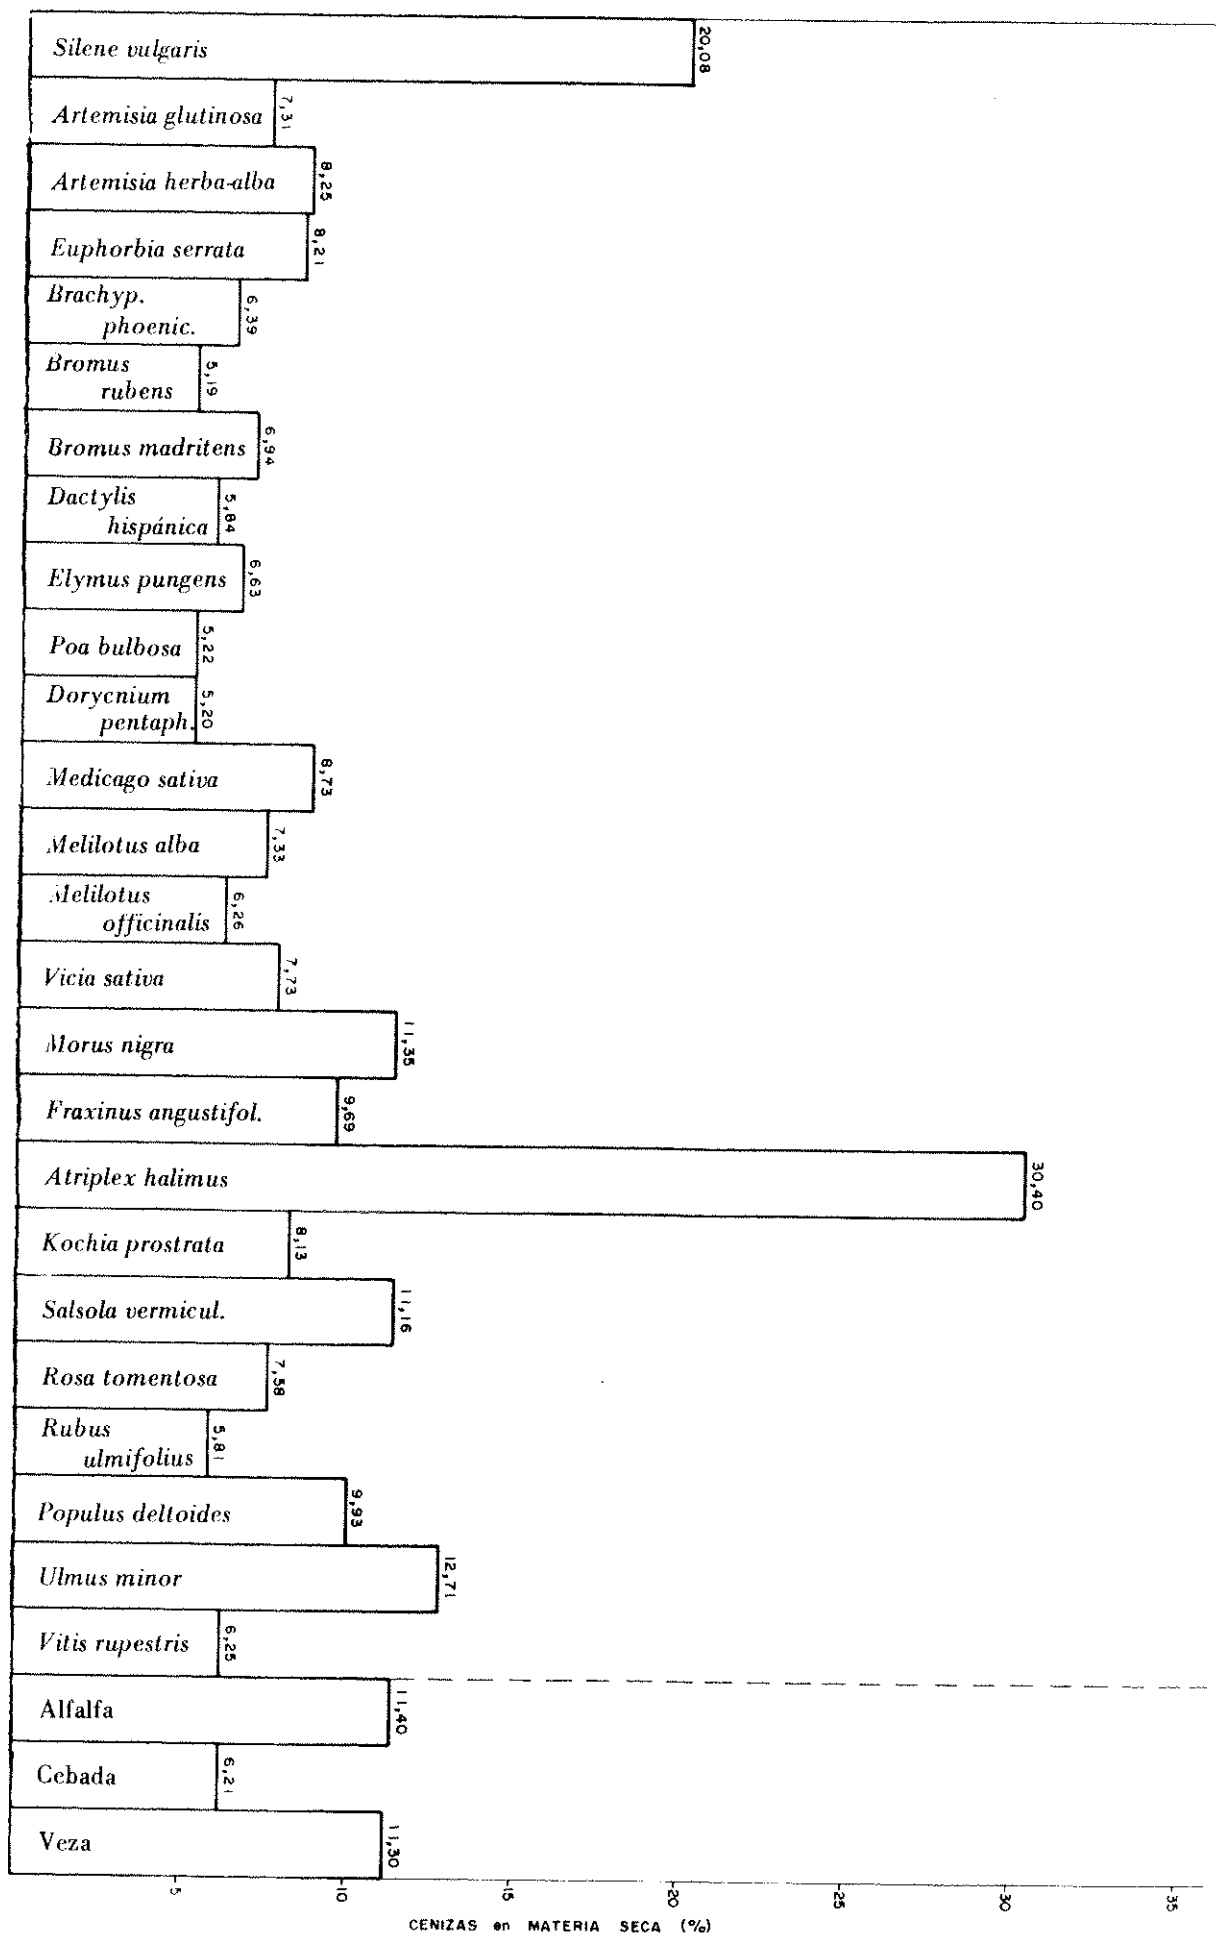 Silene vulgaris
20,08
Artemisia glutinosa
7,31
Artemisia herba-alba
8,25
Euphorbia serrata
8,21
Brachyp.
phoenic.
6,39
Bromus
rubens
5,19
Bromus madritens
6,94
Dactylis
hispánica
5,84
Elymus pungens
6,63
Poa bulbosa
5,22
Dorycnium
pentaph.
5,20
Medicago sativa
8,73
Melilotus alba
7,33
Melilotus
officinalis
6,26
Vicia sativa
7,73
Morus nigra
11,35
Fraxinus angustifol.
9,69
Atriplex halimus
30,40
Kochia prostrata
8,13
Salsola vermicul.
11,16
Rosa tomentosa
7,58
Rubus
ulmifolius
5,81
Populus deltoides
9,93
Ulmus minor
12,71
Vitis rupestris
6,25
Alfalfa
11,40
Cebada
6,21
Veza
11,30
5 10 15 20 25 30 35
CENIZAS en MATERIA SECA (%)